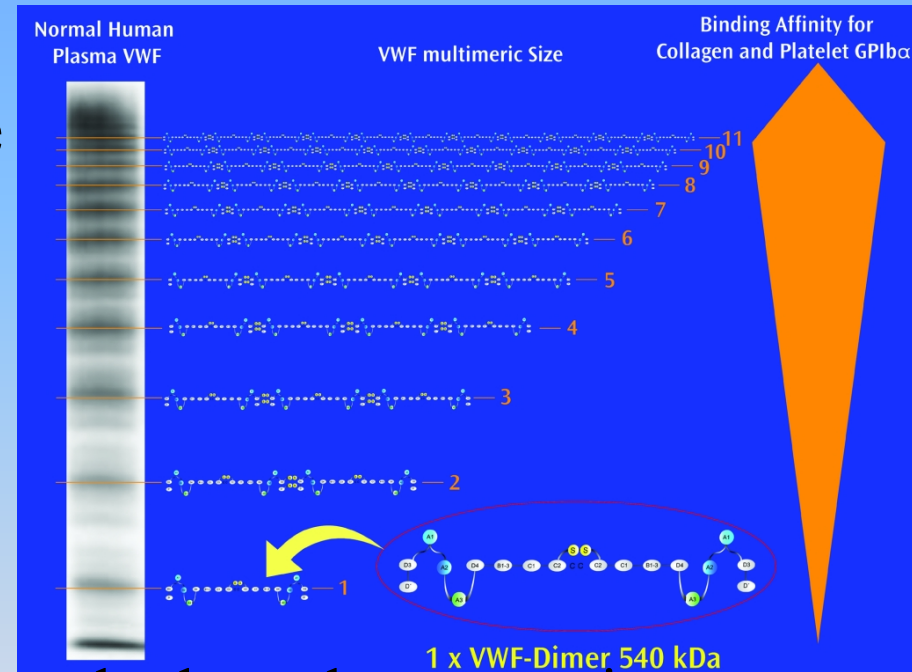 Normal Human
Plasma VWF
VWF multimeric Size
Binding Affinity for
Collagen and Platelet GPIbα
11
10
9
8
7
6
5
4
3
2
1
A1
A1
D3
A2
D4
B1-3
C1
C2
S
S
C
C
C2
C1
B1-3
D4
A2
D3
D'
A3
A3
D'
1 x VWF-Dimer 540 kDa